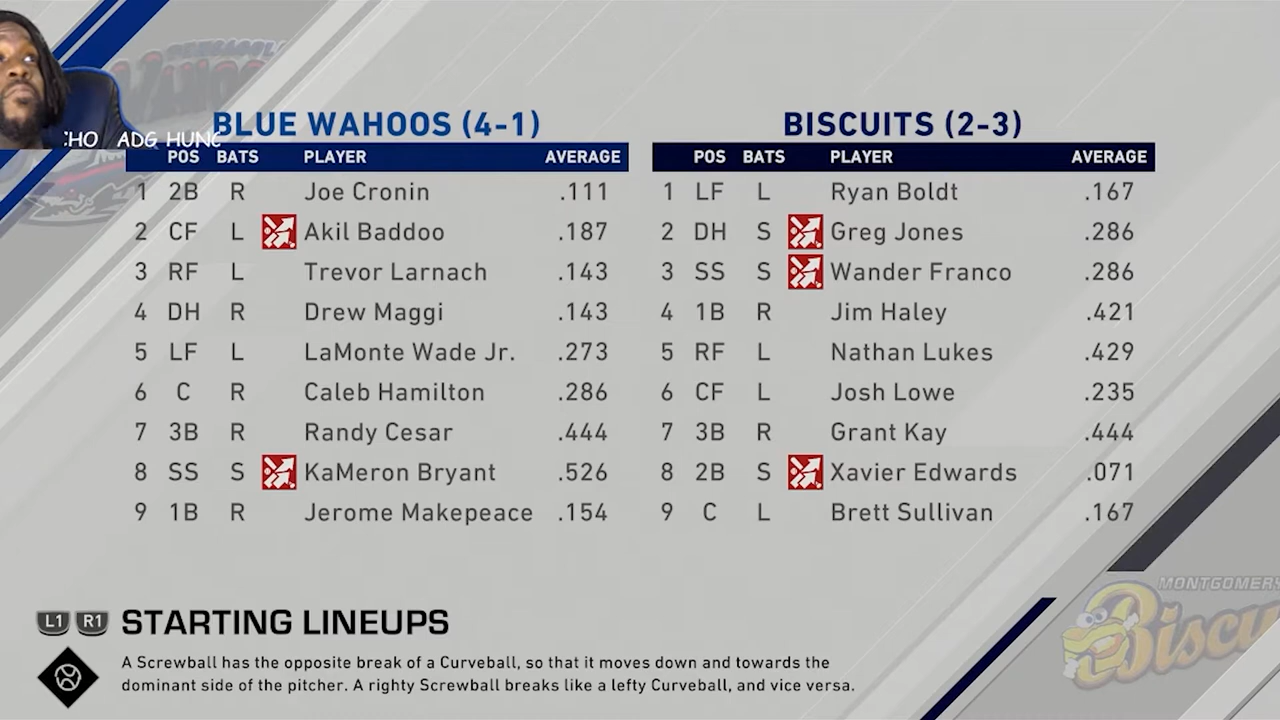 CHO ADG HUNG
BLUE WAHOOS (4-1)
POS BATS PLAYER AVERAGE
1 2B R Joe Cronin .111
2 CF L Akil Baddoo .187
3 RF L Trevor Larnach .143
4 DH R Drew Maggi .143
5 LF L LaMonte Wade Jr. .273
6 C R Caleb Hamilton .286
7 3B R Randy Cesar .444
8 SS S KaMeron Bryant .526
9 1B R Jerome Makepeace .154
BISCUITS (2-3)
POS BATS PLAYER AVERAGE
1 LF L Ryan Boldt .167
2 DH S Greg Jones .286
3 SS S Wander Franco .286
4 1B R Jim Haley .421
5 RF L Nathan Lukes .429
6 CF L Josh Lowe .235
7 3B R Grant Kay .444
8 2B S Xavier Edwards .071
9 C L Brett Sullivan .167
L1 R1 STARTING LINEUPS
A Screwball has the opposite break of a Curveball, so that it moves down and towards the
dominant side of the pitcher. A righty Screwball breaks like a lefty Curveball, and vice versa.
MONTGOMERY
Biscu